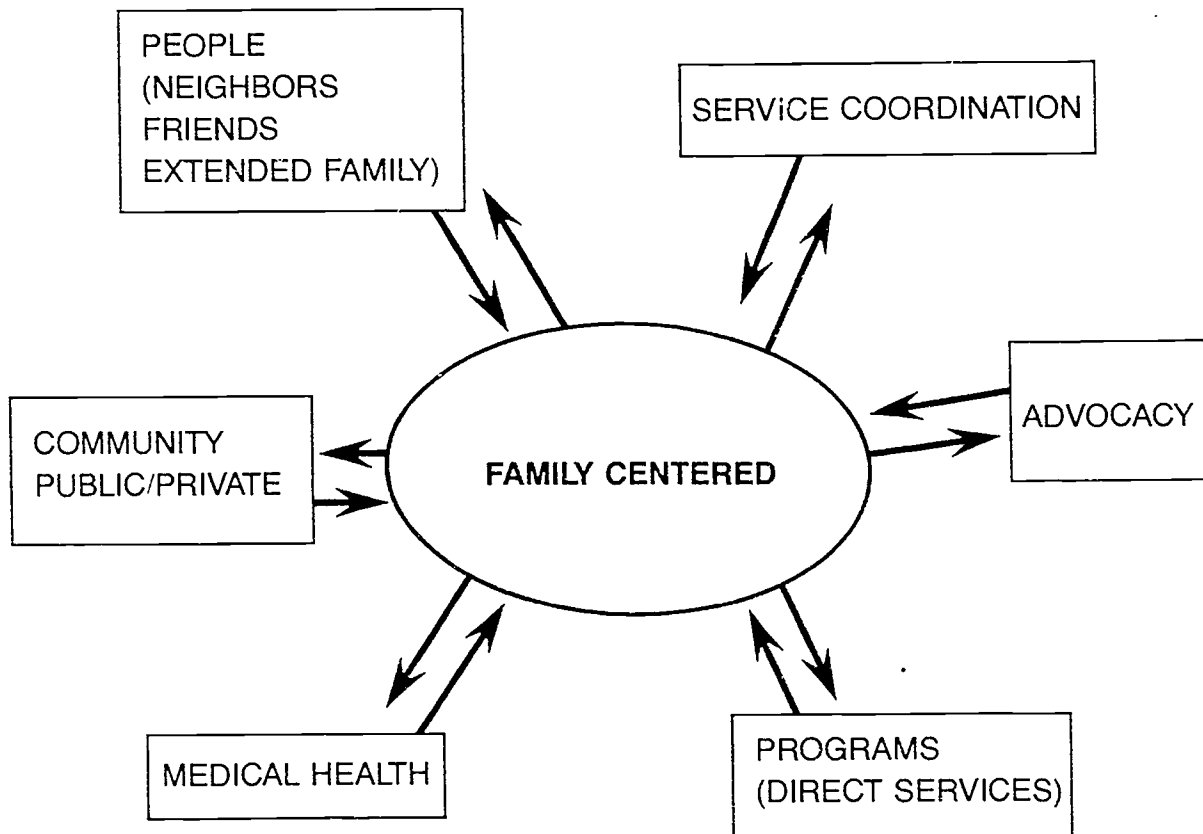 PEOPLE
(NEIGHBORS
FRIENDS
EXTENDED FAMILY)
SERViCE COORDINATION
ADVOCACY
COMMUNITY
PUBLIC/PRIVATE
FAMILY CENTERED
MEDICAL HEALTH
PROGRAMS
(DIRECT SERVICES)